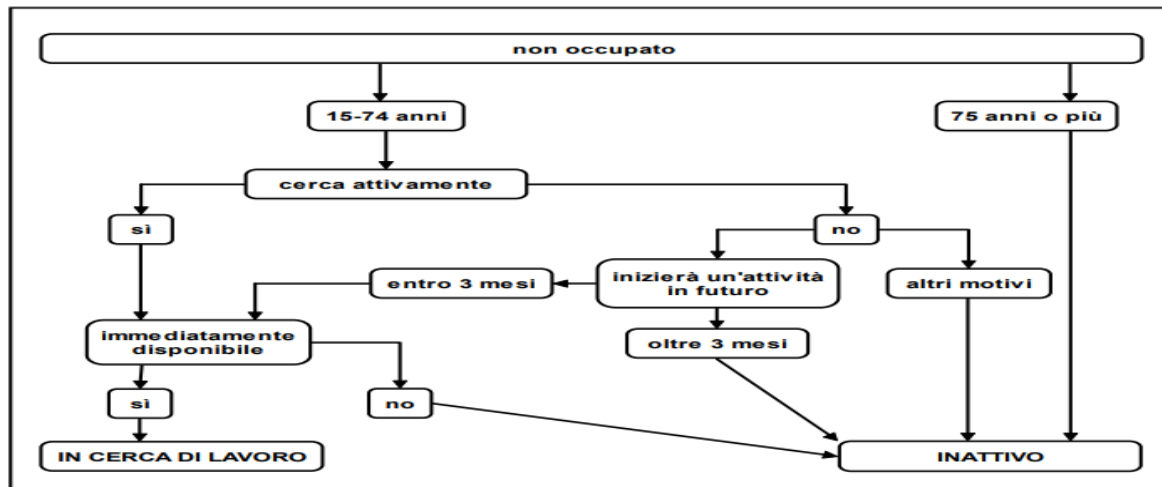 non occupato
15-74 anni
75 anni o più
cerca attivamente
sì
no
entro 3 mesi
inizierà un'attività
in futuro
altri motivi
immediatamente
disponibile
oltre 3 mesi
sì
no
IN CERCA DI LAVORO
INATTIVO